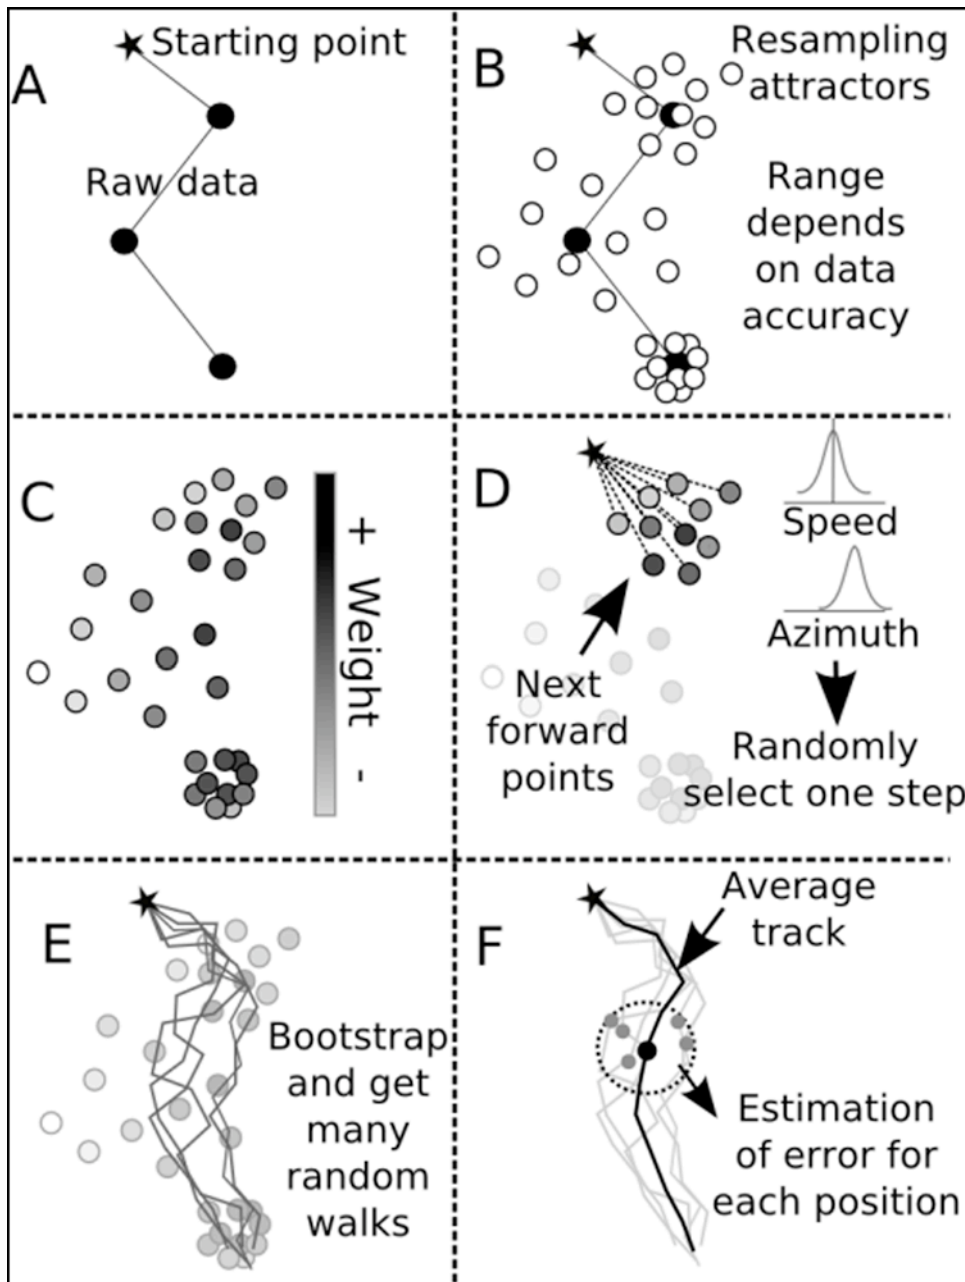 A
Starting point
Raw data
B
Resampling
attractors
Range
depends
on data
accuracy
C
+ Weight -
D
Speed
Azimuth
Next
forward
points
Randomly
select one step
E
Bootstrap
and get
many
random
walks
F
Average
track
Estimation
of error for
each position